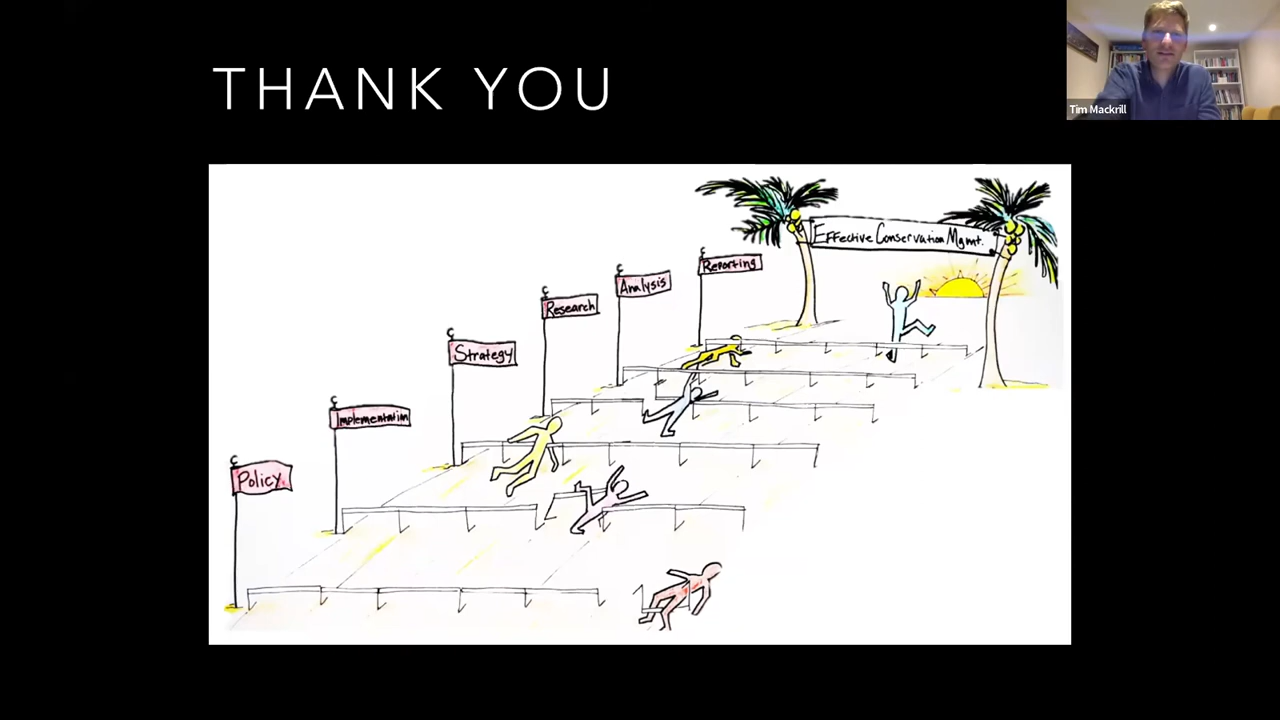 THANK YOU
Tim Mackrill
Effective Conservation Mgmt.
Reporting
Analysis
Research
Strategy
Implementation
Policy